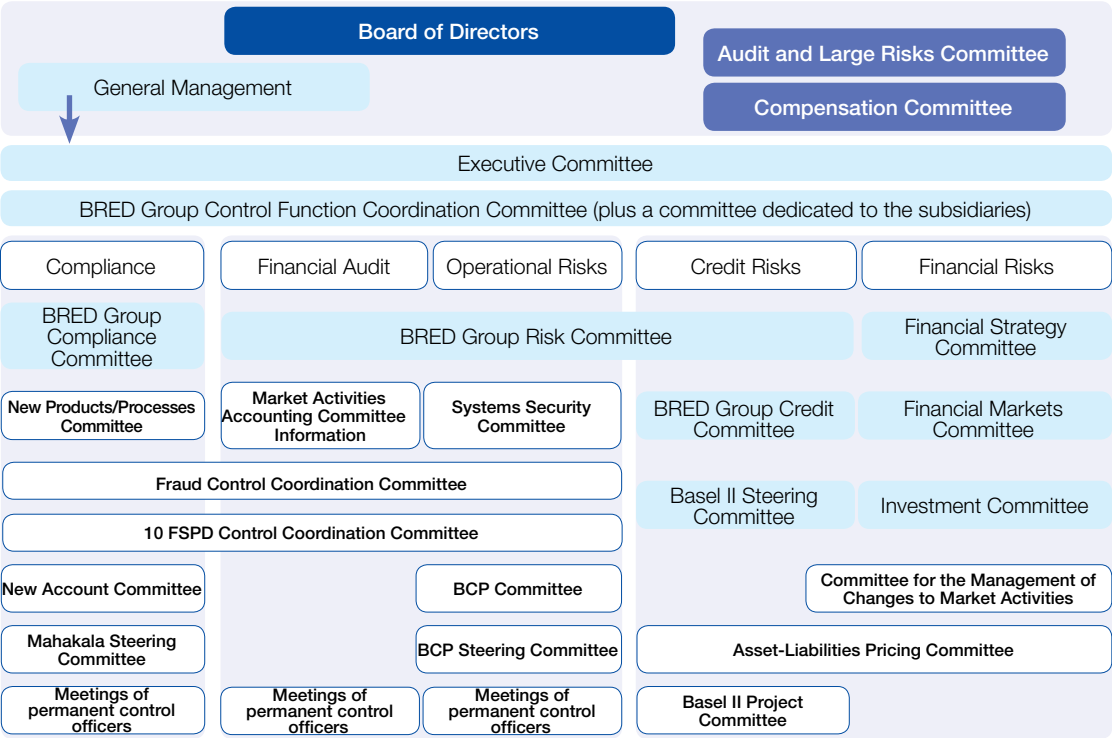 Board of Directors
Audit and Large Risks Committee
General Management
Compensation Committee
Executive Committee
BRED Group Control Function Coordination Committee (plus a committee dedicated to the subsidiaries)
Compliance
Financial Audit
Operational Risks
Credit Risks
Financial Risks
BRED Group
Compliance
Committee
BRED Group Risk Committee
Financial Strategy
Committee
New Products/Processes
Committee
Market Activities
Accounting Committee
Information
Systems Security
Committee
BRED Group Credit
Committee
Financial Markets
Committee
Fraud Control Coordination Committee
Basel II Steering
Committee
Investment Committee
10 FSPD Control Coordination Committee
New Account Committee
BCP Committee
Committee for the Management of
Changes to Market Activities
Mahakala Steering
Committee
BCP Steering Committee
Asset-Liabilities Pricing Committee
Meetings of
permanent control
officers
Meetings of
permanent control
officers
Meetings of
permanent control
officers
Basel II Project
Committee